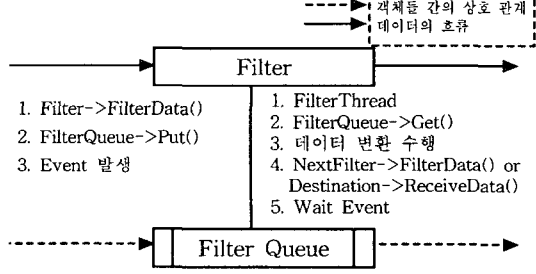 객체들 간의 상호 관계
데이터의 흐름
Filter
1. Filter->FilterData()
2. FilterQueue->Put()
3. Event 발생
1. FilterThread
2. FilterQueue->Get()
3. 데이터 변환 수행
4. NextFilter->FilterData() or
Destination->ReceiveData()
5. Wait Event
Filter Queue